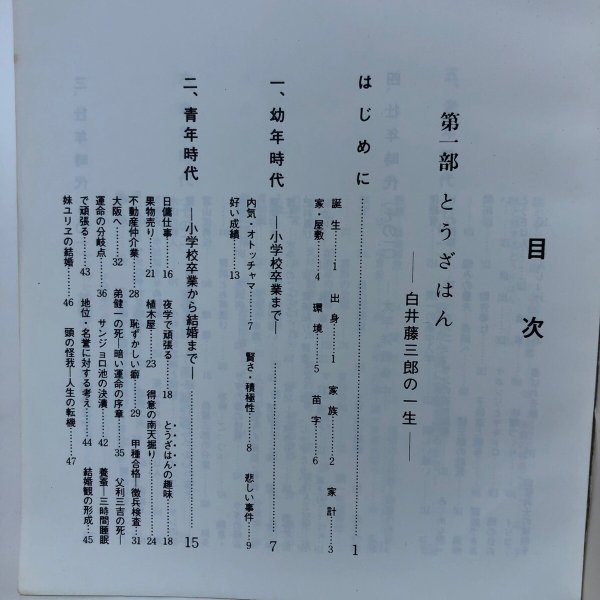 目次
第一部 とうざはん
――白井藤三郎の一生――
はじめに……1
誕生……1 出身……1 家族……2 家計……3
家・屋敷……4 環境……5 苗字……6
一、幼年時代 ―小学校卒業まで―……7
内気・オトッチャマ……7 賢さ・積極性……8 悲しい事件……9
好い成績……13
二、青年時代 ―小学校卒業から結婚まで―……15
日傭仕事……16 夜学で頑張る……18 とうざはんの趣味……18
果物売り……21 植木屋……23 得意の南天掘り……24
不動産仲介業……28 恥ずかしい癖……29 甲種合格―徴兵検査……31
大阪へ……32 弟健一の死―暗い運命の序章……35 父利三吉の死―
運命の分岐点……36 サンジョロ池の決潰……42 養蚕―三時間睡眠
で頑張る……43 地位・名誉に対する考え……44 結婚観の形成……45
妹ユリヱの結婚……46 頭の怪我―人生の転機……47